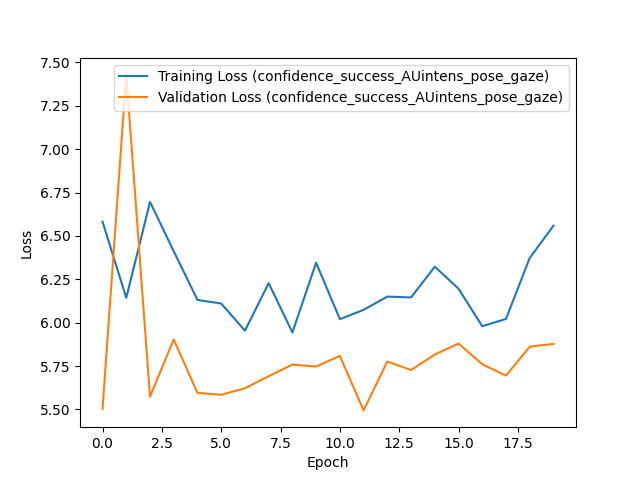 7.50
7.25
7.00
6.75
6.50
6.25
6.00
5.75
5.50
Loss
Training Loss (confidence_success_AUintens_pose_gaze)
Validation Loss (confidence_success_AUintens_pose_gaze)
0.0 2.5 5.0 7.5 10.0 12.5 15.0 17.5
Epoch